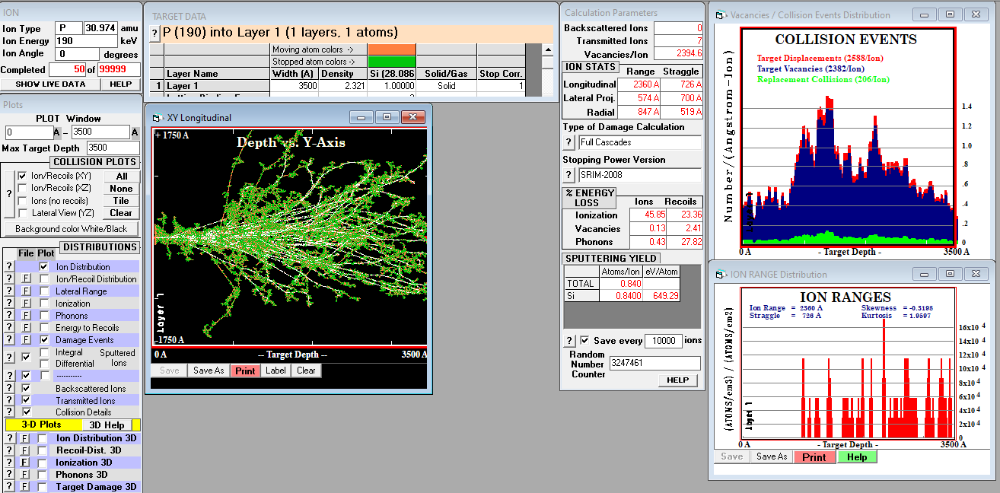 ION
Ion Type P 30.974 amu
Ion Energy 190 keV
Ion Angle 0 degrees
Completed 50 of 99999
SHOW LIVE DATA HELP
Plots
PLOT Window
0 A - 3500 A
Max Target Depth 3500
COLLISION PLOTS
Ion/Recoils (XY) All
? Ion/Recoils (XZ) None
Ions (no recoils) Tile
Lateral View (YZ) Clear
Background color White/Black
DISTRIBUTIONS
File Plot
? Ion Distribution
? F Ion/Recoil Distribution
? F Lateral Range
? F Ionization
? F Phonons
? F Energy to Recoils
? F Damage Events
? Integral Sputtered
Differential Ions
? ----------
? Backscattered Ions
? Transmitted Ions
? Collision Details
3-D Plots 3D Help
? F Ion Distribution 3D
? F Recoil-Dist. 3D
? F Ionization 3D
? F Phonons 3D
? F Target Damage 3D
TARGET DATA
? P (190) into Layer 1 (1 layers, 1 atoms)
Moving atom colors ->
Stopped atom colors ->
Layer Name Width (A) Density Si (28.086 Solid/Gas Stop Corr.
1 Layer 1 3500 2.321 1.00000 Solid 1
XY Longitudinal
+ 1750 A
Depth vs. Y-Axis
Layer 1
-1750 A
0 A -- Target Depth -- 3500 A
Save Save As Print Label Clear
Calculation Parameters
Backscattered Ions 0
Transmitted Ions 7
Vacancies/Ion 2394.6
ION STATS Range Straggle
Longitudinal 2360 A 726 A
Lateral Proj. 574 A 700 A
Radial 847 A 519 A
Type of Damage Calculation
? Full Cascades
Stopping Power Version
? SRIM-2008
% ENERGY LOSS Ions Recoils
Ionization 45.85 23.36
Vacancies 0.13 2.41
Phonons 0.43 27.82
SPUTTERING YIELD
Atoms/Ion eV/Atom
TOTAL 0.840
Si 0.8400 649.29
? Save every 10000 ions
Random
Number
Counter 3247461
HELP
Vacancies / Collision Events Distribution
COLLISION EVENTS
Target Displacements (2588/Ion)
Target Vacancies (2382/Ion)
Replacement Collisions (206/Ion)
Number/(Angstrom-Ion)
1.4
1.2
1.0
.8
.6
.4
.2
0
Layer 1
0 A - Target Depth - 3500 A
ION RANGE Distribution
ION RANGES
Ion Range = 2360 A Skewness = -0.3198
Straggle = 726 A Kurtosis = 1.9597
(ATOMS/cm3) / (ATOMS/cm2)
16x10 4
14x10 4
12x10 4
10x10 4
8x10 4
6x10 4
4x10 4
2x10 4
0
Layer 1
0 A - Target Depth - 3500 A
Save Save As Print Help